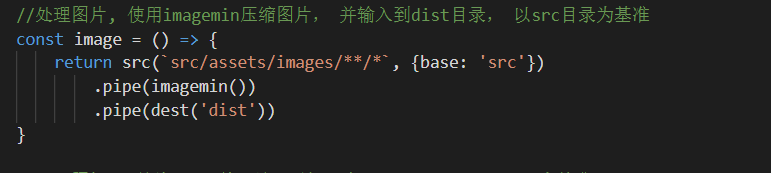 //处理图片, 使用imagemin压缩图片， 并输入到dist目录， 以src目录为基准
const image = () => {
    return src(`src/assets/images/**/*`, {base: 'src'})
        .pipe(imagemin())
        .pipe(dest('dist'))
}